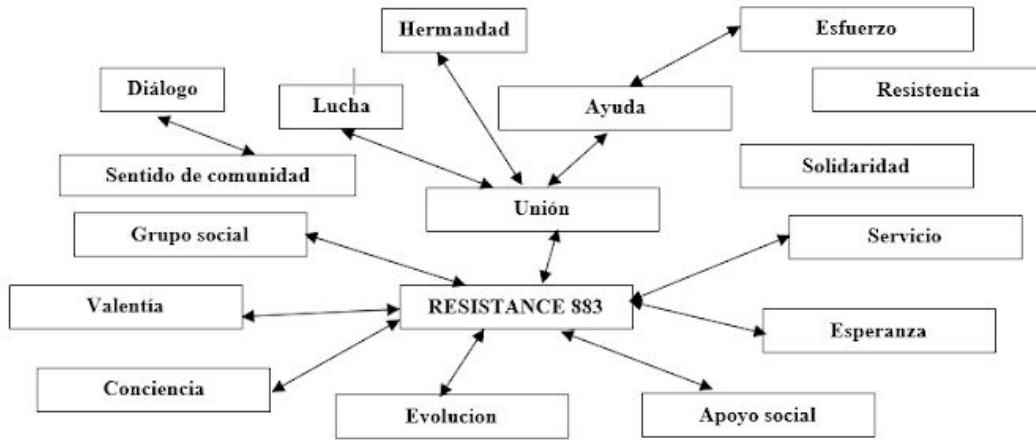 Hermandad
Esfuerzo
Diálogo
Lucha
Ayuda
Resistencia
Sentido de comunidad
Solidaridad
Unión
Grupo social
Servicio
Valentía
RESISTANCE 883
Esperanza
Conciencia
Evolucion
Apoyo social